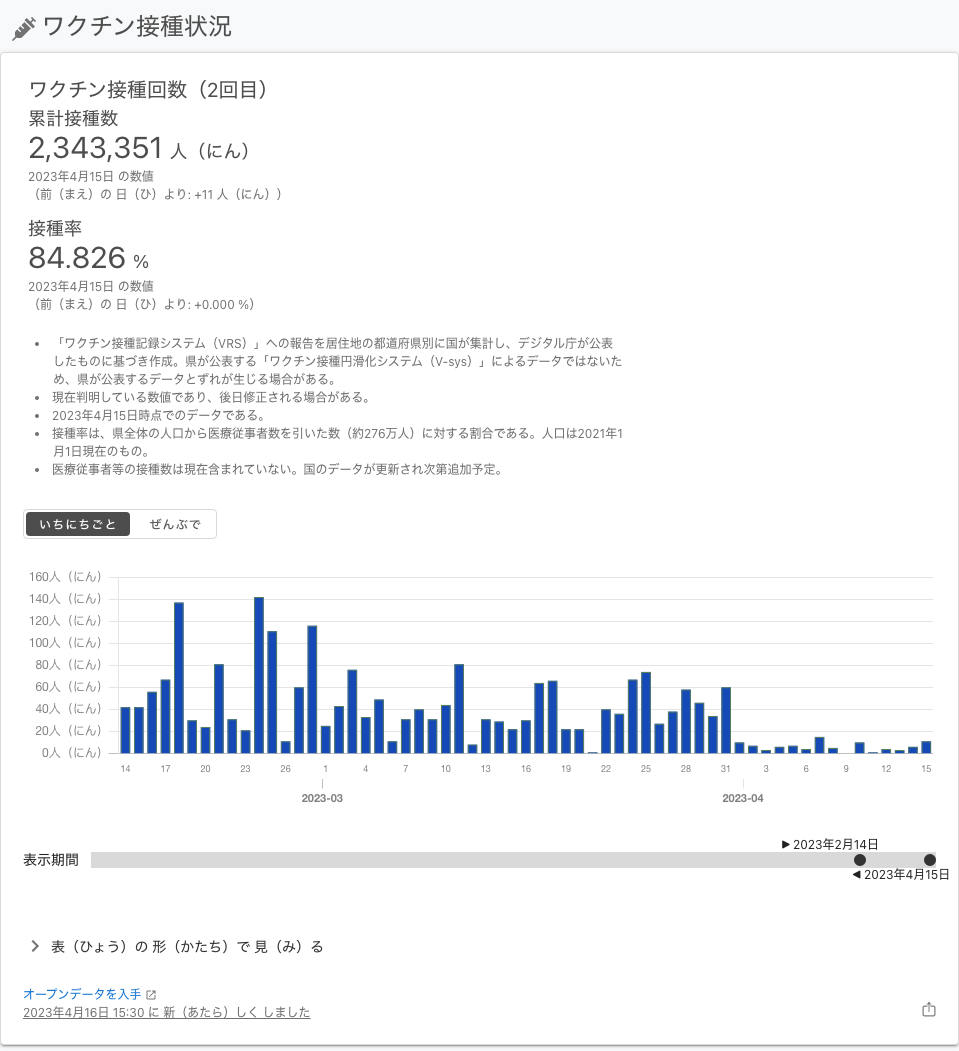 ワクチン接種状況
ワクチン接種回数（2回目）
累計接種数
2,343,351 人（にん）
2023年4月15日 の数値
（前（まえ）の 日（ひ）より: +11 人（にん））
接種率
84.826 %
2023年4月15日 の数値
（前（まえ）の 日（ひ）より: +0.000 %）
• 「ワクチン接種記録システム（VRS）」への報告を居住地の都道府県別に国が集計し、デジタル庁が公表
したものに基づき作成。県が公表する「ワクチン接種円滑化システム（V-sys）」によるデータではないた
め、県が公表するデータとずれが生じる場合がある。
• 現在判明している数値であり、後日修正される場合がある。
• 2023年4月15日時点でのデータである。
• 接種率は、県全体の人口から医療従事者数を引いた数（約276万人）に対する割合である。人口は2021年1
月1日現在のもの。
• 医療従事者等の接種数は現在含まれていない。国のデータが更新され次第追加予定。
いちにちごと ぜんぶで
160人（にん）
140人（にん）
120人（にん）
100人（にん）
80人（にん）
60人（にん）
40人（にん）
20人（にん）
0人（にん）
14 17 20 23 26 1 4 7 10 13 16 19 22 25 28 31 3 6 9 12 15
2023-03 2023-04
▶ 2023年2月14日
表示期間
◀ 2023年4月15日
表（ひょう）の 形（かたち）で 見（み）る
オープンデータを入手
2023年4月16日 15:30 に 新（あたら）しく しました